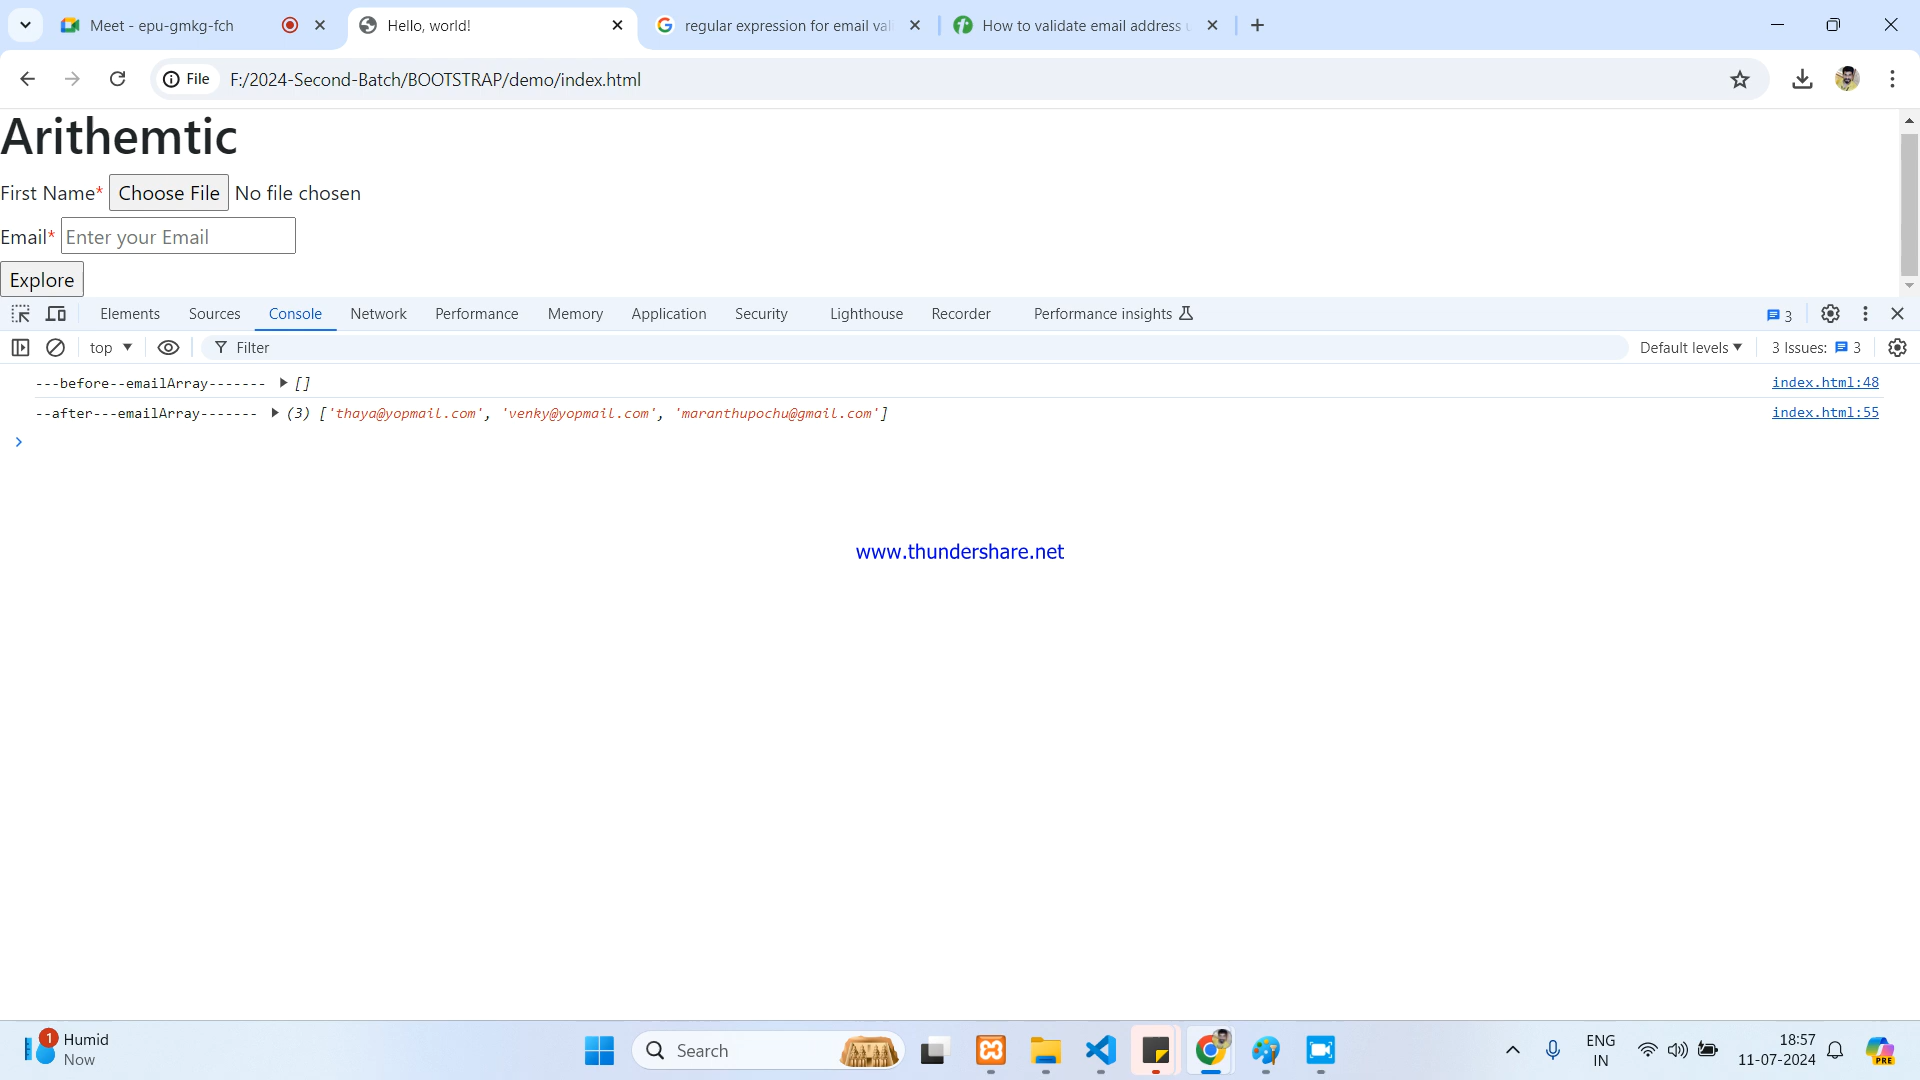 Meet - epu-gmkg-fch
Hello, world!
regular expression for email vali
How to validate email address u
File
F:/2024-Second-Batch/BOOTSTRAP/demo/index.html
Arithemtic
First Name* Choose File No file chosen
Email* Enter your Email
Explore
Elements Sources Console Network Performance Memory Application Security Lighthouse Recorder Performance insights 3
top Filter Default levels 3 Issues: 3
---before--emailArray------- [] index.html:48
--after---emailArray------- (3) ['thaya@yopmail.com', 'venky@yopmail.com', 'maranthupochu@gmail.com'] index.html:55
www.thundershare.net
1
Humid
Now
Search
ENG
IN
18:57
11-07-2024
PRE